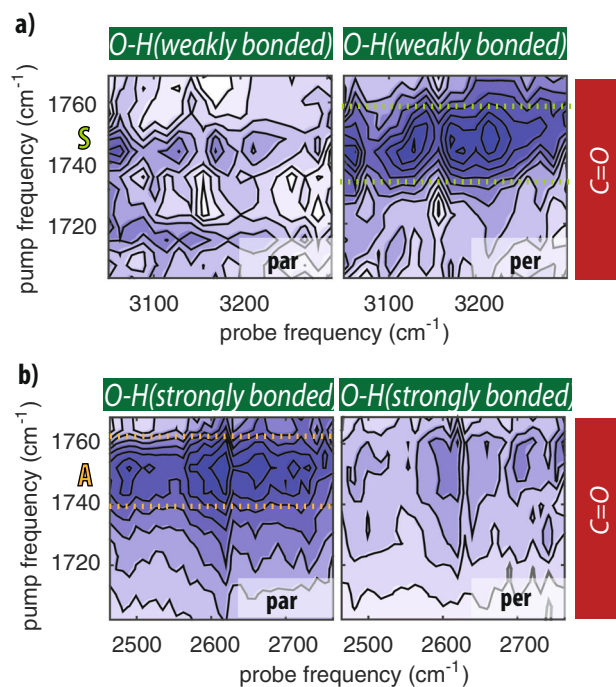 a)
O-H(weakly bonded) O-H(weakly bonded)
pump frequency (cm-1)
1760
S
1740
1720
par
per
C=O
3100 3200 3100 3200
probe frequency (cm-1)
b)
O-H(strongly bonded) O-H(strongly bonded)
pump frequency (cm-1)
1760
A
1740
1720
par
per
C=O
2500 2600 2700 2500 2600 2700
probe frequency (cm-1)